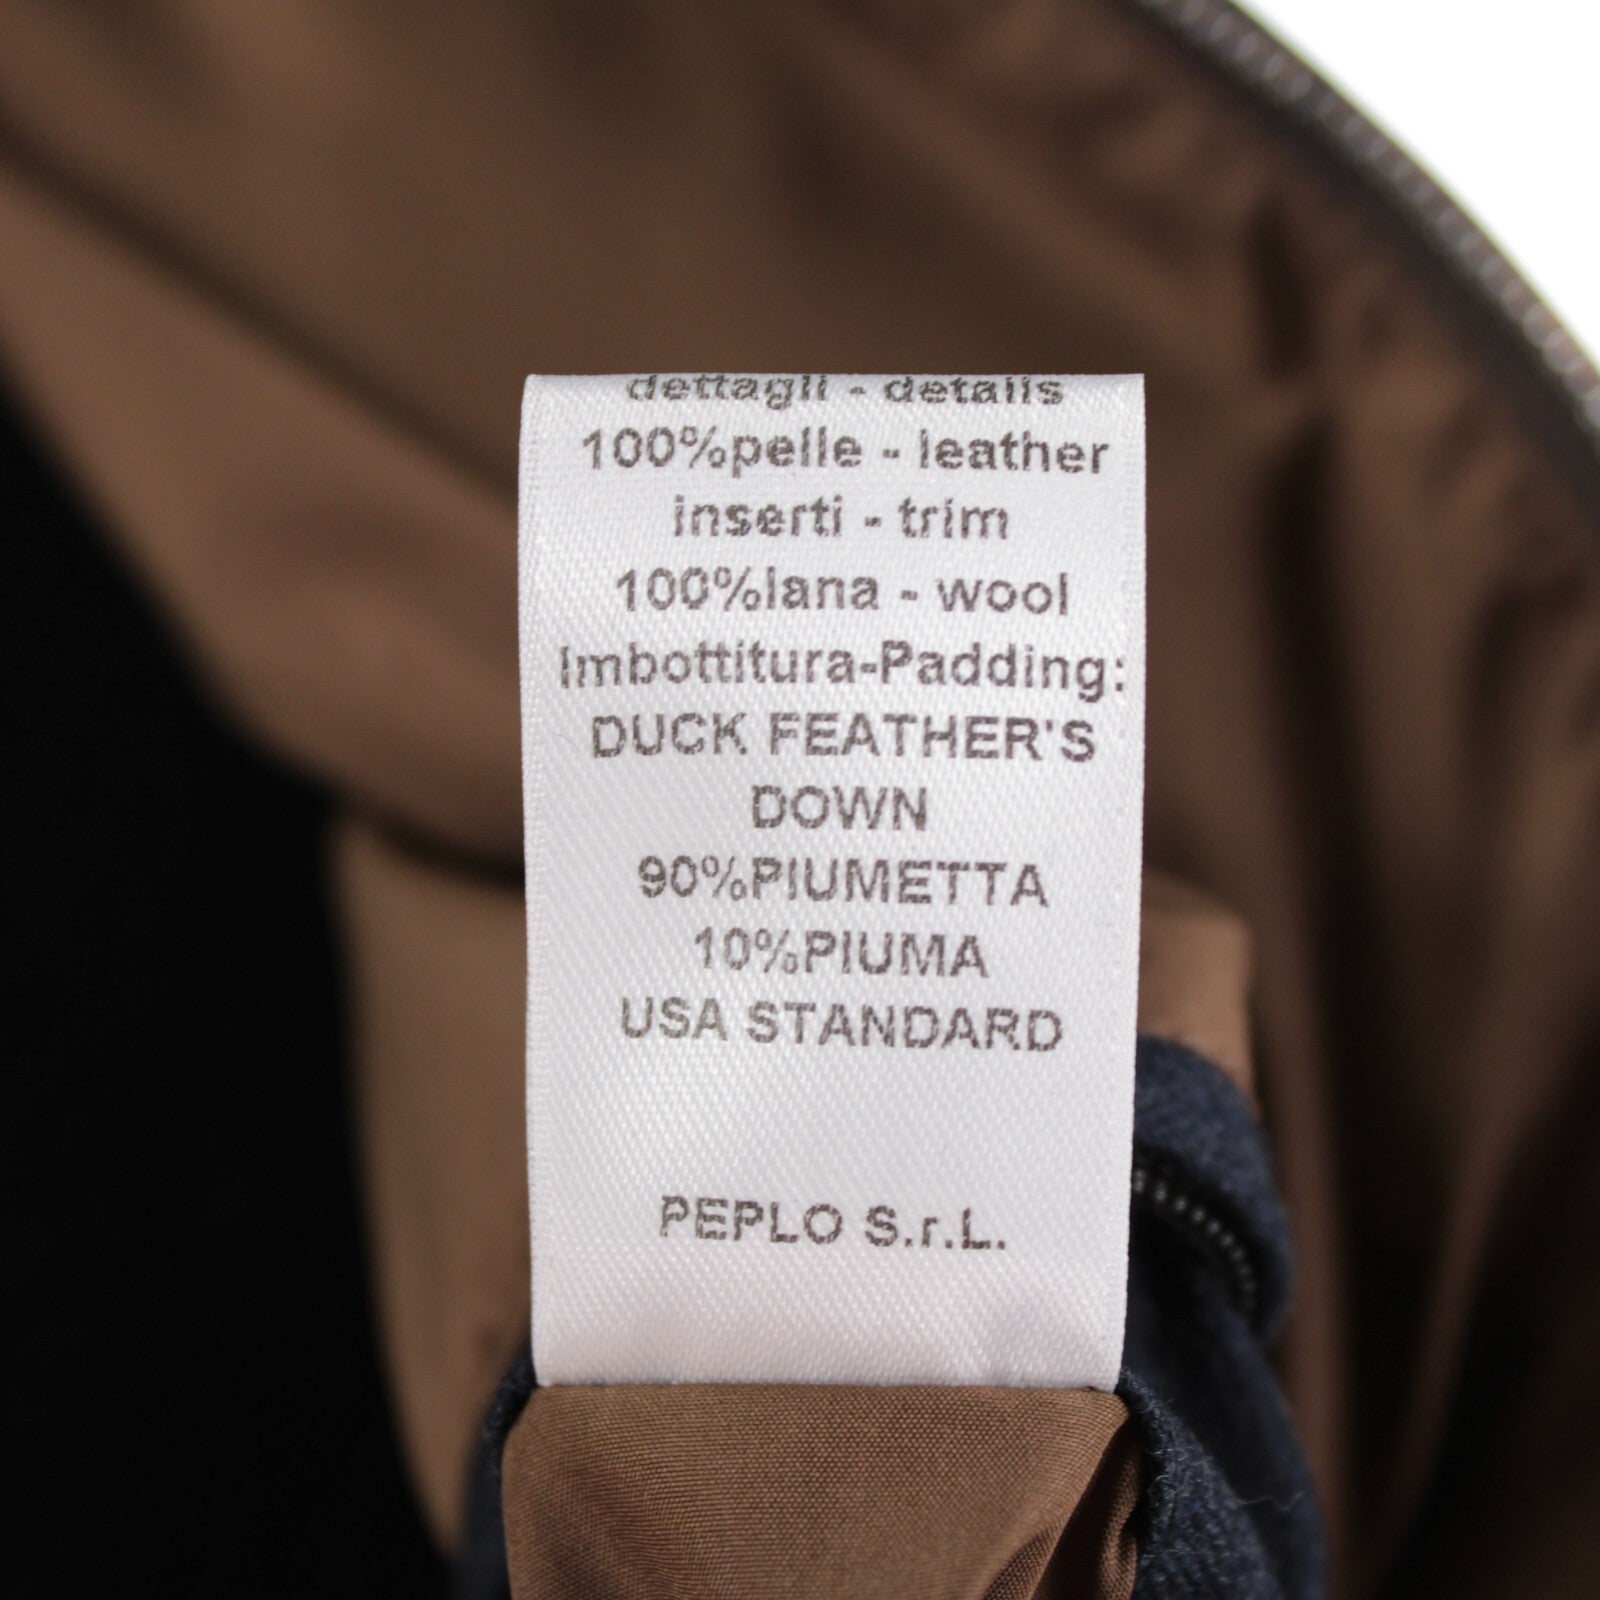 dettagli - details
100%pelle - leather
inserti - trim
100%lana - wool
Imbottitura-Padding:
DUCK FEATHER'S
DOWN
90%PIUMETTA
10%PIUMA
USA STANDARD
PEPLO S.r.L.